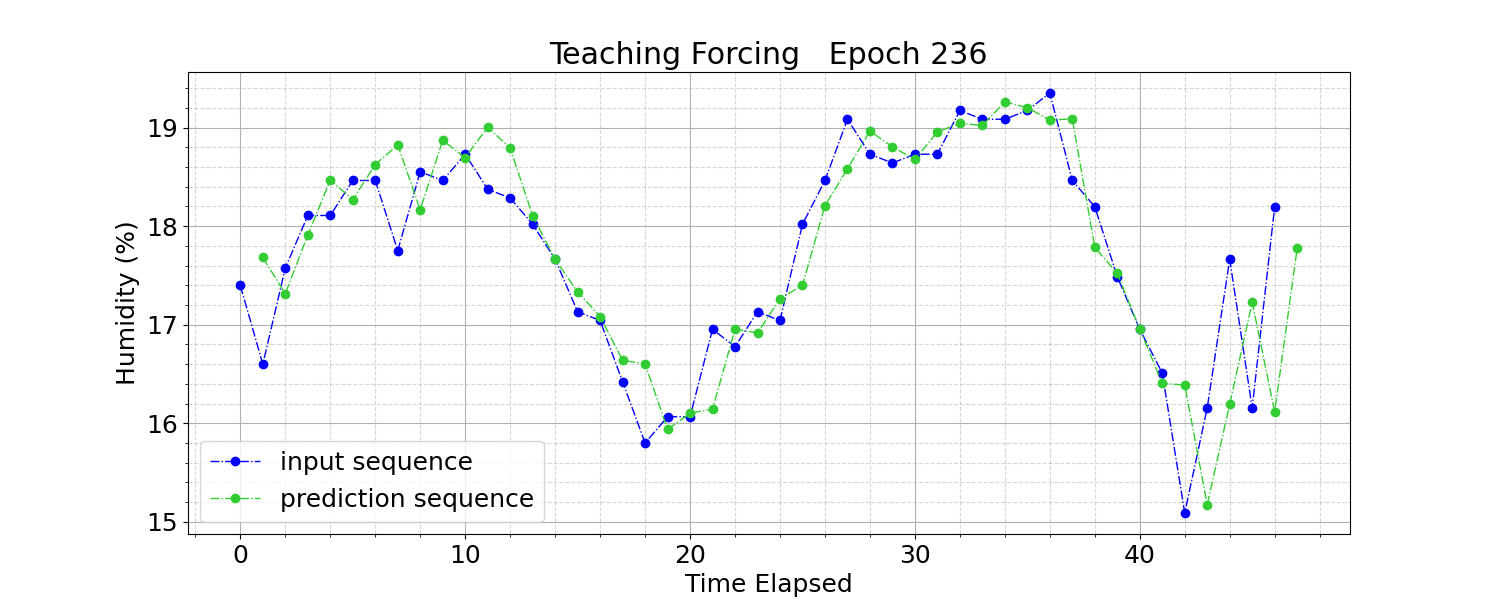 Teaching Forcing   Epoch 236
Humidity (%)
19
18
17
16
15
input sequence
prediction sequence
0 10 20 30 40
Time Elapsed